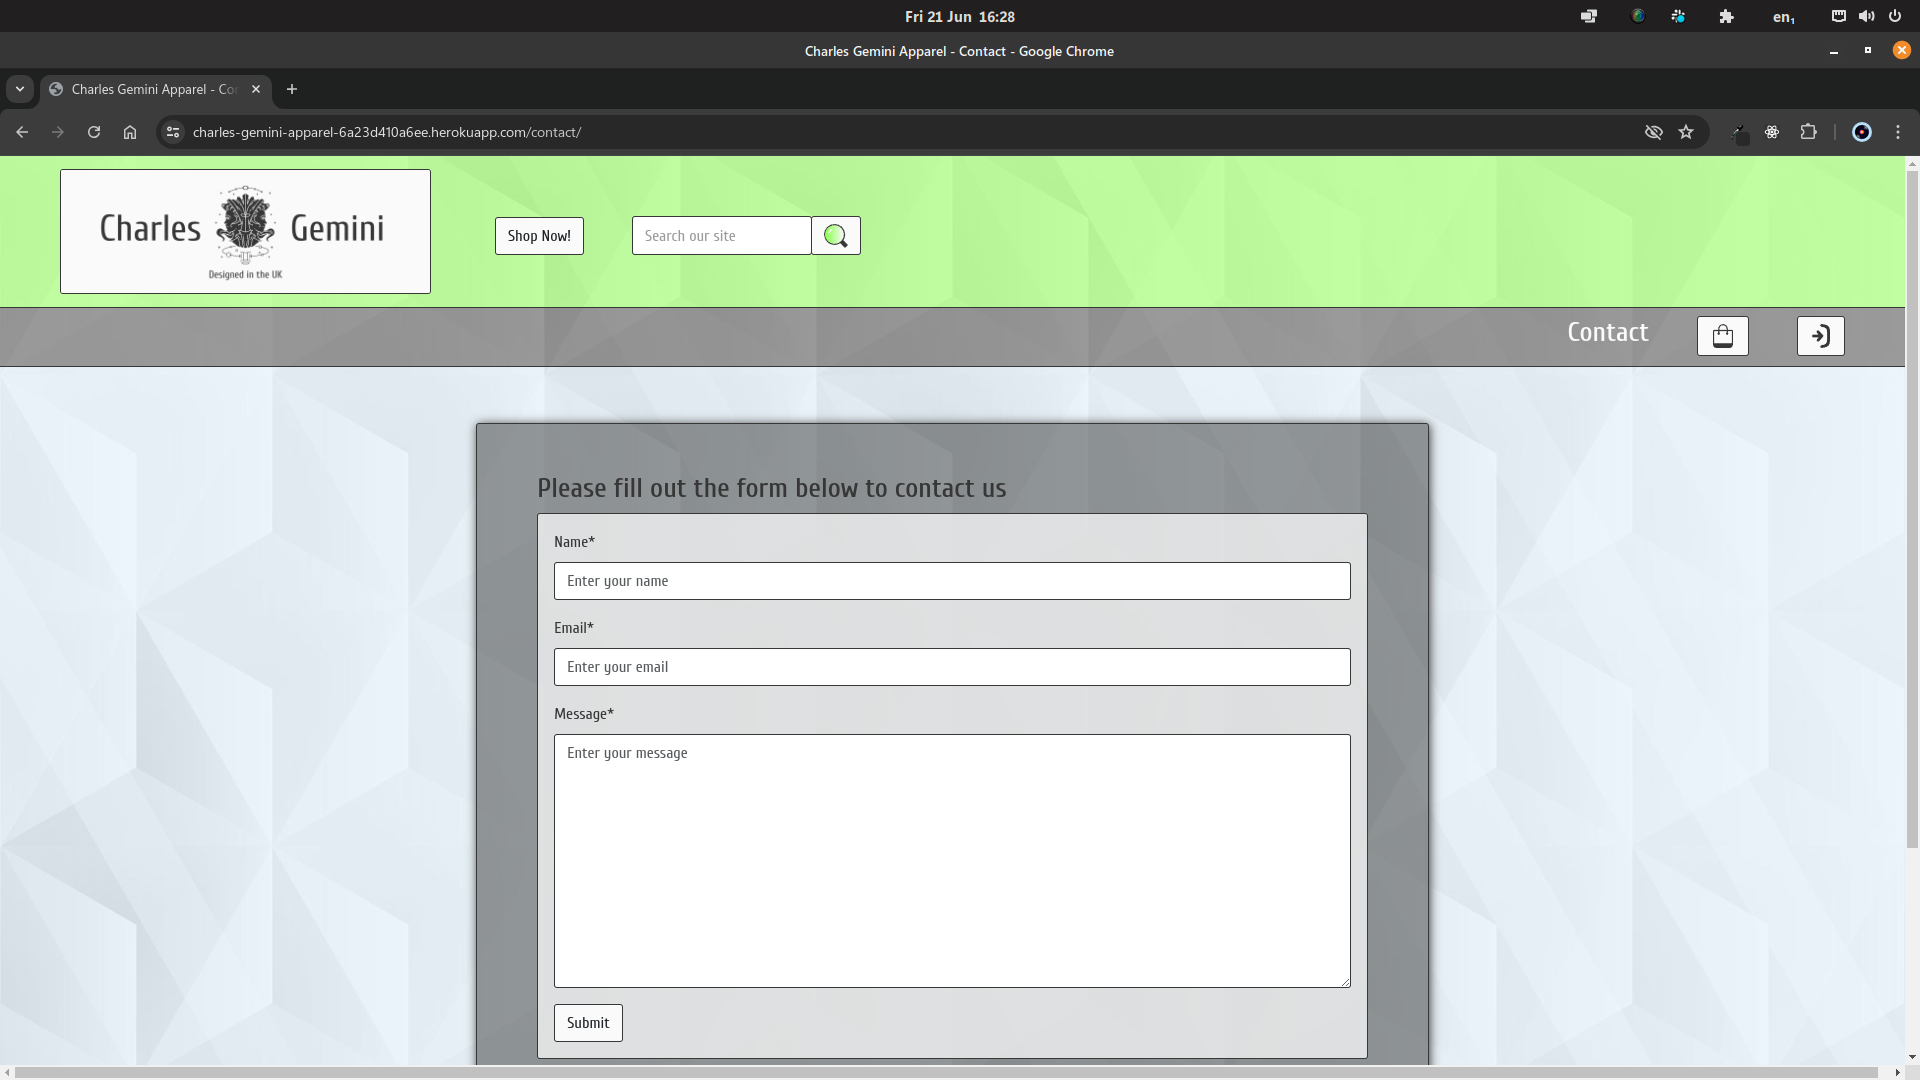 Fri 21 Jun 16:28
en₁
Charles Gemini Apparel - Contact - Google Chrome
Charles Gemini Apparel - Co
charles-gemini-apparel-6a23d410a6ee.herokuapp.com/contact/
Charles Gemini
Designed in the UK
Shop Now!
Search our site
Contact
Please fill out the form below to contact us
Name*
Enter your name
Email*
Enter your email
Message*
Enter your message
Submit